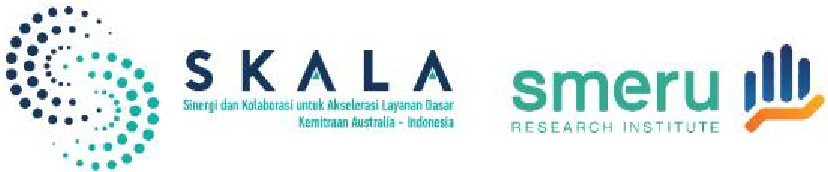 SKALA
Sinergi dan Kolaborasi untuk Akselerasi Layanan Dasar
Kemitraan Australia - Indonesia
smeru
RESEARCH INSTITUTE